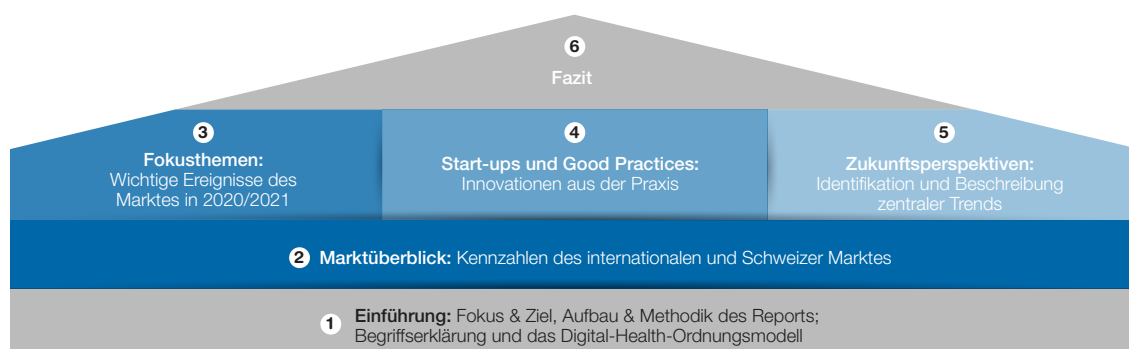 6
Fazit
3
Fokusthemen:
Wichtige Ereignisse des
Marktes in 2020/2021
4
Start-ups und Good Practices:
Innovationen aus der Praxis
5
Zukunftsperspektiven:
Identifikation und Beschreibung
zentraler Trends
2 Marktüberblick: Kennzahlen des internationalen und Schweizer Marktes
1 Einführung: Fokus & Ziel, Aufbau & Methodik des Reports;
Begriffserklärung und das Digital-Health-Ordnungsmodell